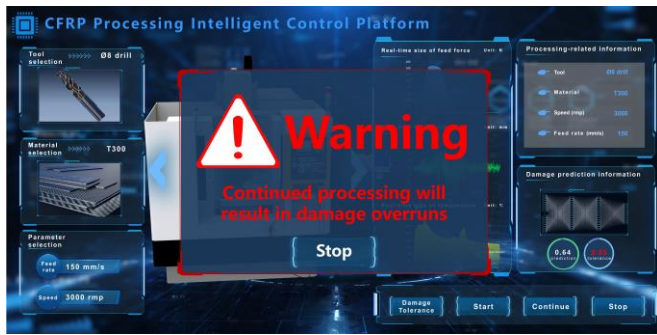 CFRP Processing Intelligent Control Platform
Tool selection >>>>>> Ø8 drill
Material selection >>>>>> T300
Parameter selection
Feed rate 150 mm/s
Speed 3000 rmp
Real-time size of feed force Unit: N
Warning
Continued processing will
result in damage overruns
Stop
Processing-related information
Tool Ø8 drill
Material T300
Speed (rmp) 3000
Feed rate (mm/s) 150
Damage prediction information
0.64
prediction
tolerance
Damage Tolerance
Start
Continue
Stop